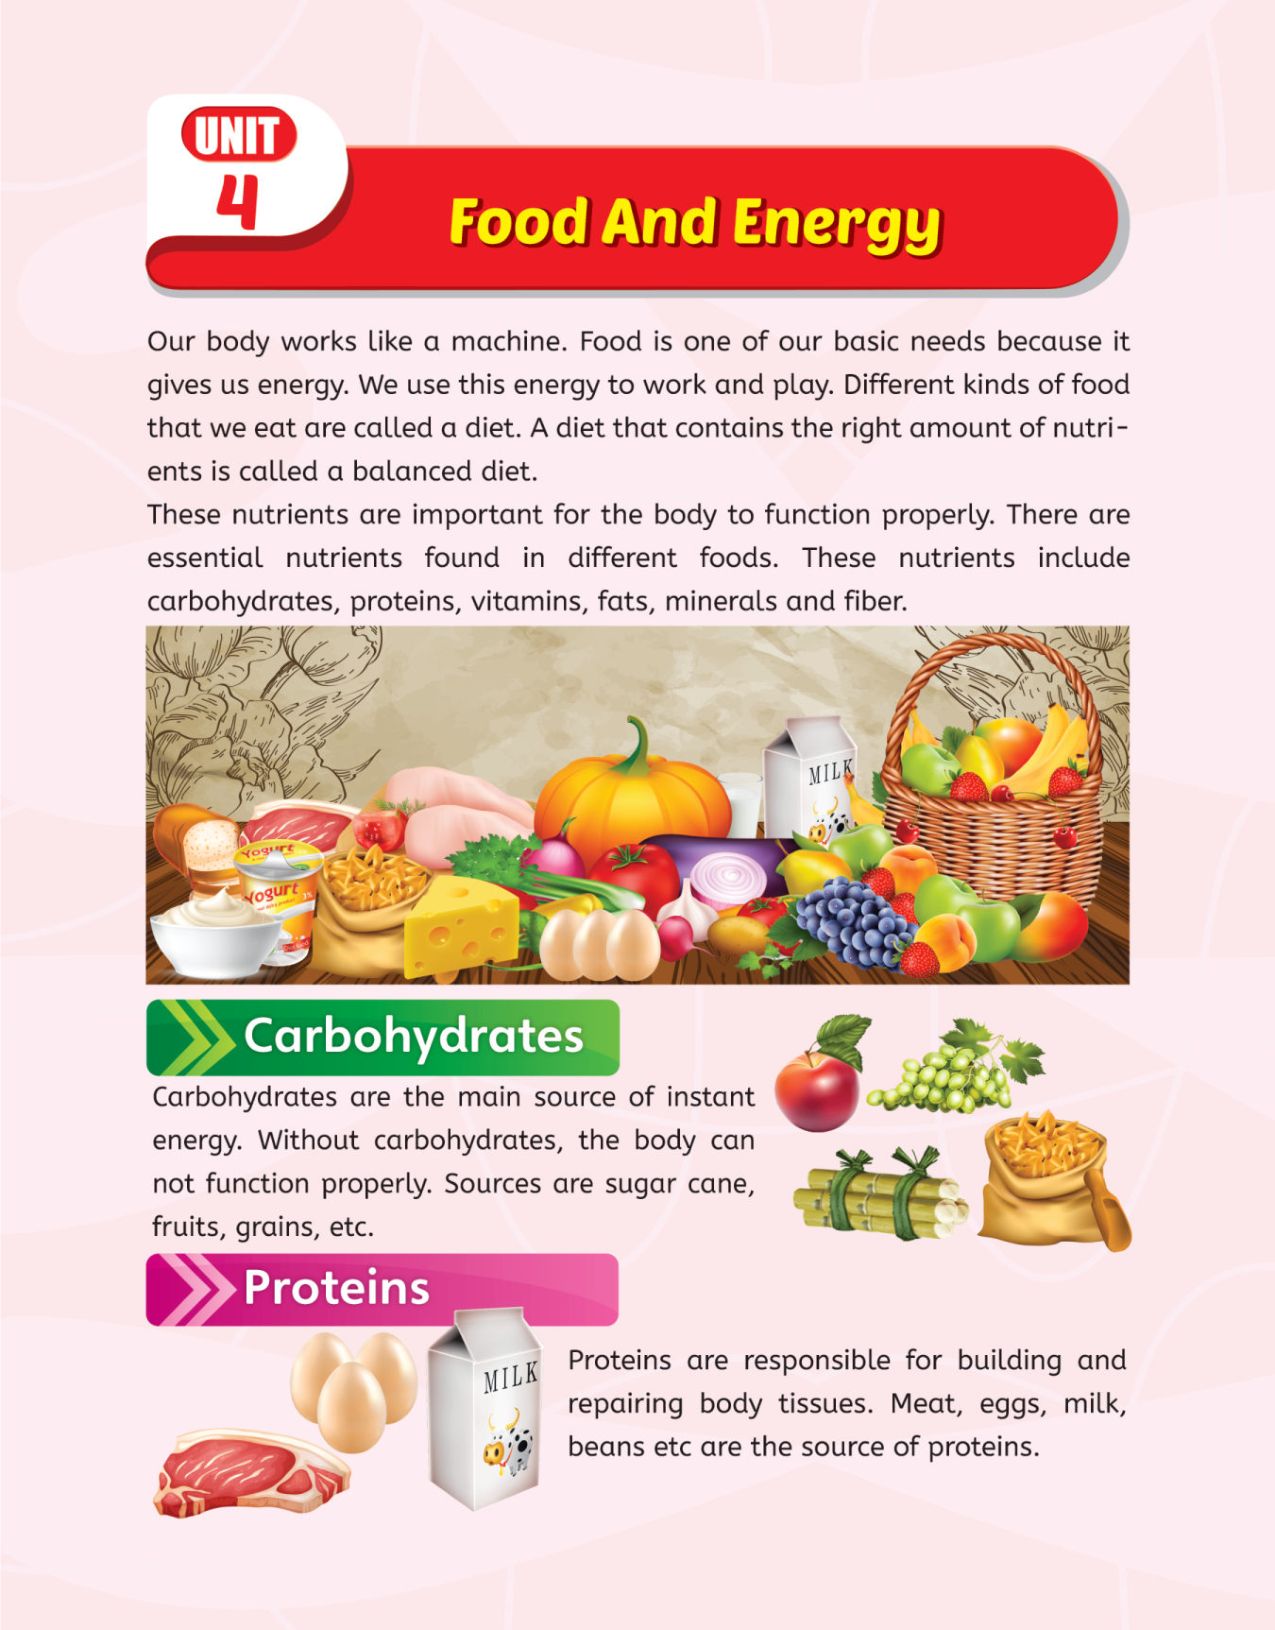 UNIT
4
Food And Energy
Our body works like a machine. Food is one of our basic needs because it
gives us energy. We use this energy to work and play. Different kinds of food
that we eat are called a diet. A diet that contains the right amount of nutri-
ents is called a balanced diet.
These nutrients are important for the body to function properly. There are
essential nutrients found in different foods. These nutrients include
carbohydrates, proteins, vitamins, fats, minerals and fiber.
MILK
Yogurt
Yogurt
Carbohydrates
Carbohydrates are the main source of instant
energy. Without carbohydrates, the body can
not function properly. Sources are sugar cane,
fruits, grains, etc.
Proteins
MILK
Proteins are responsible for building and
repairing body tissues. Meat, eggs, milk,
beans etc are the source of proteins.